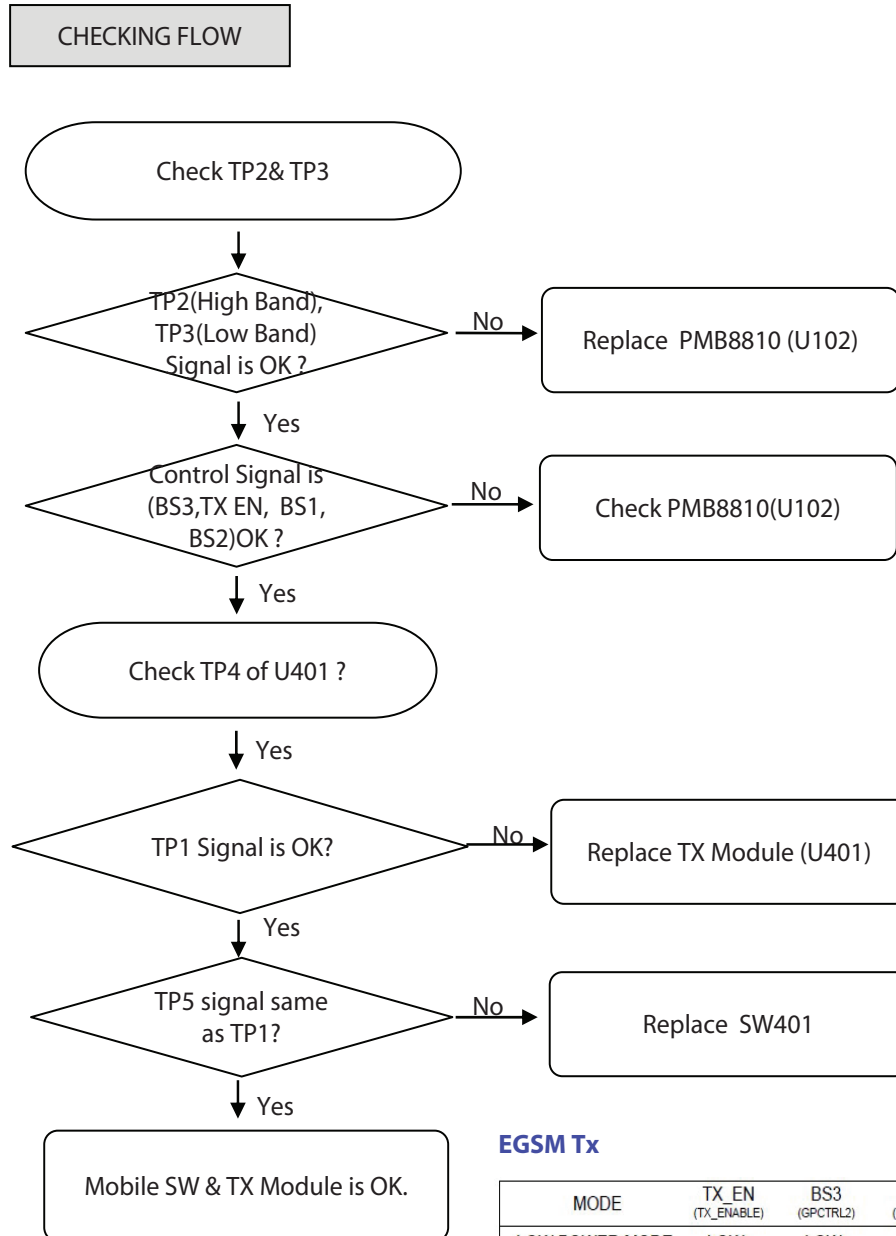 CHECKING FLOW
Check TP2& TP3
TP2(High Band),
TP3(Low Band)
Signal is OK ?
No
Replace PMB8810 (U102)
Yes
Control Signal is
(BS3,TX EN, BS1,
BS2)OK ?
No
Check PMB8810(U102)
Yes
Check TP4 of U401 ?
Yes
TP1 Signal is OK?
No
Replace TX Module (U401)
Yes
TP5 signal same
as TP1?
No
Replace SW401
Yes
Mobile SW & TX Module is OK.
EGSM Tx
MODE TX_EN BS3
(TX_ENABLE) (GPCTRL2)